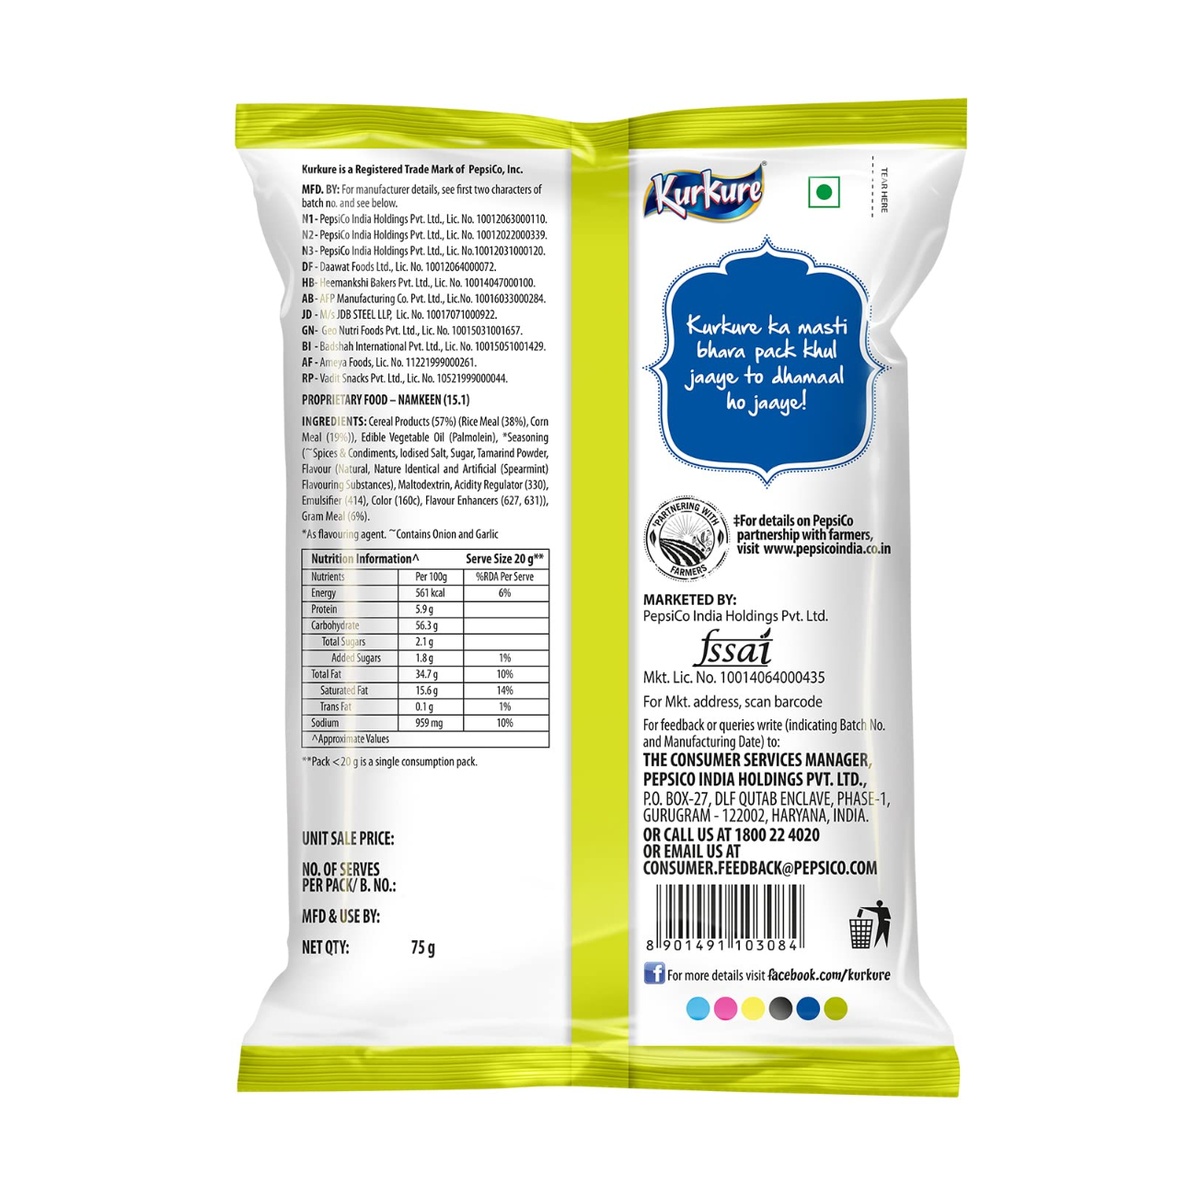 Kurkure is a Registered Trade Mark of PepsiCo, Inc.
MFD. BY: For manufacturer details, see first two characters of
batch no. and see below.
N1 - PepsiCo India Holdings Pvt. Ltd., Lic. No. 10012063000110.
N2 - PepsiCo India Holdings Pvt. Ltd., Lic. No. 10012022000339.
N3 - PepsiCo India Holdings Pvt. Ltd., Lic. No.10012031000120.
DF - Daawat Foods Ltd., Lic. No. 10012064000072.
HB- Heemankshi Bakers Pvt. Ltd., Lic. No. 10014047000100.
AB- AFP Manufacturing Co. Pvt. Ltd., Lic.No. 10016033000284.
JD - M/s JDB STEEL LLP, Lic. No. 10017071000922.
GN- Geo Nutri Foods Pvt. Ltd., Lic. No. 10015031001657.
BI - Badshah International Pvt. Ltd., Lic. No. 10015051001429.
AF - Ameya Foods, Lic. No. 11221999000261.
RP - Vadit Snacks Pvt. Ltd., Lic. No. 10521999000044.
PROPRIETARY FOOD – NAMKEEN (15.1)
INGREDIENTS: Cereal Products (57%) (Rice Meal (38%), Corn
Meal (19%)), Edible Vegetable Oil (Palmolein), *Seasoning
(~Spices & Condiments, Iodised Salt, Sugar, Tamarind Powder,
Flavour (Natural, Nature Identical and Artificial (Spearmint)
Flavouring Substances), Maltodextrin, Acidity Regulator (330),
Emulsifier (414), Color (160c), Flavour Enhancers (627, 631)),
Gram Meal (6%).
*As flavouring agent. ~Contains Onion and Garlic
Nutrition Information^ Serve Size 20 g**
Nutrients Per 100g %RDA Per Serve
Energy 561 kcal 6%
Protein 5.9 g
Carbohydrate 56.3 g
Total Sugars 2.1 g
Added Sugars 1.8 g 1%
Total Fat 34.7 g 10%
Saturated Fat 15.6 g 14%
Trans Fat 0.1 g 1%
Sodium 959 mg 10%
^Approximate Values
**Pack <20 g is a single consumption pack.
UNIT SALE PRICE:
NO. OF SERVES
PER PACK/ B. NO.:
MFD & USE BY:
NET QTY: 75 g
Kurkure®
TEAR HERE
Kurkure ka masti
bhara pack khul
jaaye to dhamaal
ho jaaye!
‡PARTNERING WITH
FARMERS
‡For details on PepsiCo
partnership with farmers,
visit www.pepsicoindia.co.in
MARKETED BY:
PepsiCo India Holdings Pvt. Ltd.
fssai
Mkt. Lic. No. 10014064000435
For Mkt. address, scan barcode
For feedback or queries write (indicating Batch No.
and Manufacturing Date) to:
THE CONSUMER SERVICES MANAGER,
PEPSICO INDIA HOLDINGS PVT. LTD.,
P.O. BOX-27, DLF QUTAB ENCLAVE, PHASE-1,
GURUGRAM - 122002, HARYANA, INDIA.
OR CALL US AT 1800 22 4020
OR EMAIL US AT
CONSUMER.FEEDBACK@PEPSICO.COM
8 901491 103084
f For more details visit facebook.com/kurkure